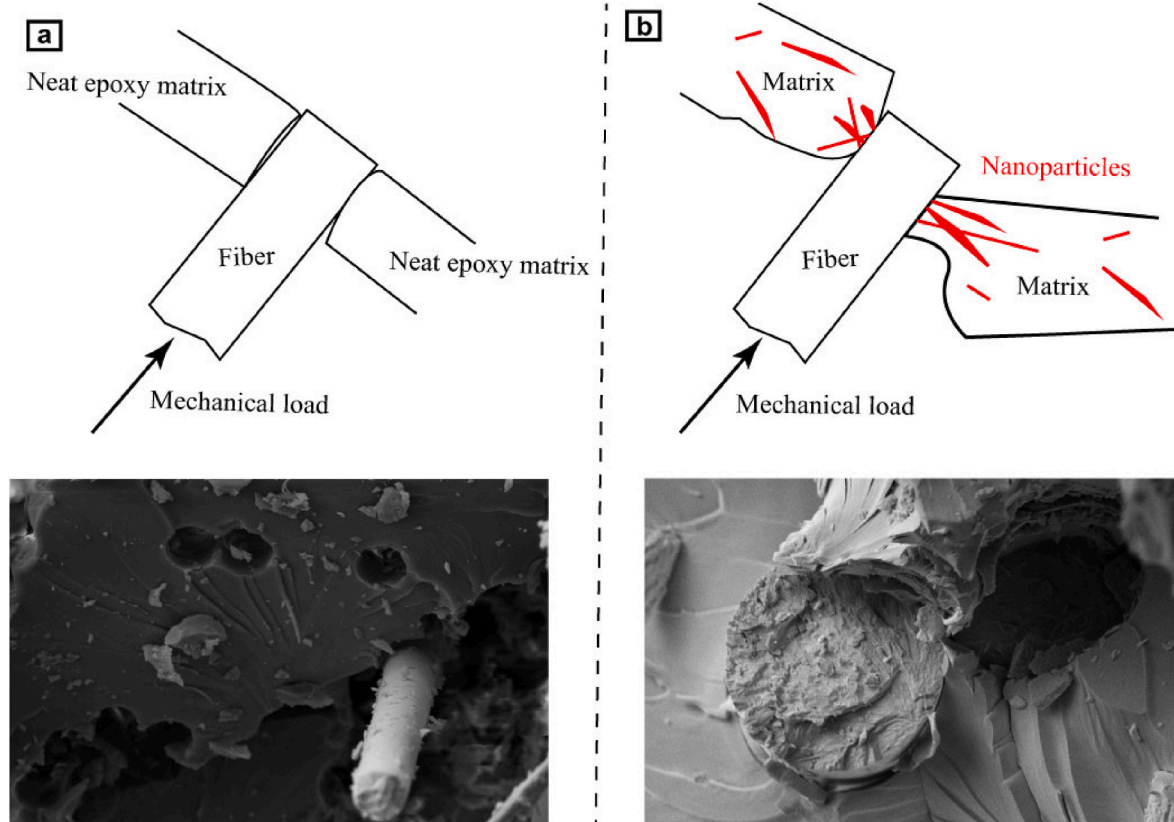 a
Neat epoxy matrix
Fiber
Neat epoxy matrix
Mechanical load
b
Matrix
Nanoparticles
Fiber
Matrix
Mechanical load